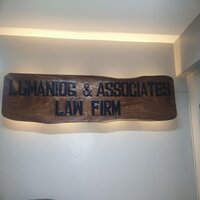 LUMANIOG & ASSOCIATES
LAW FIRM